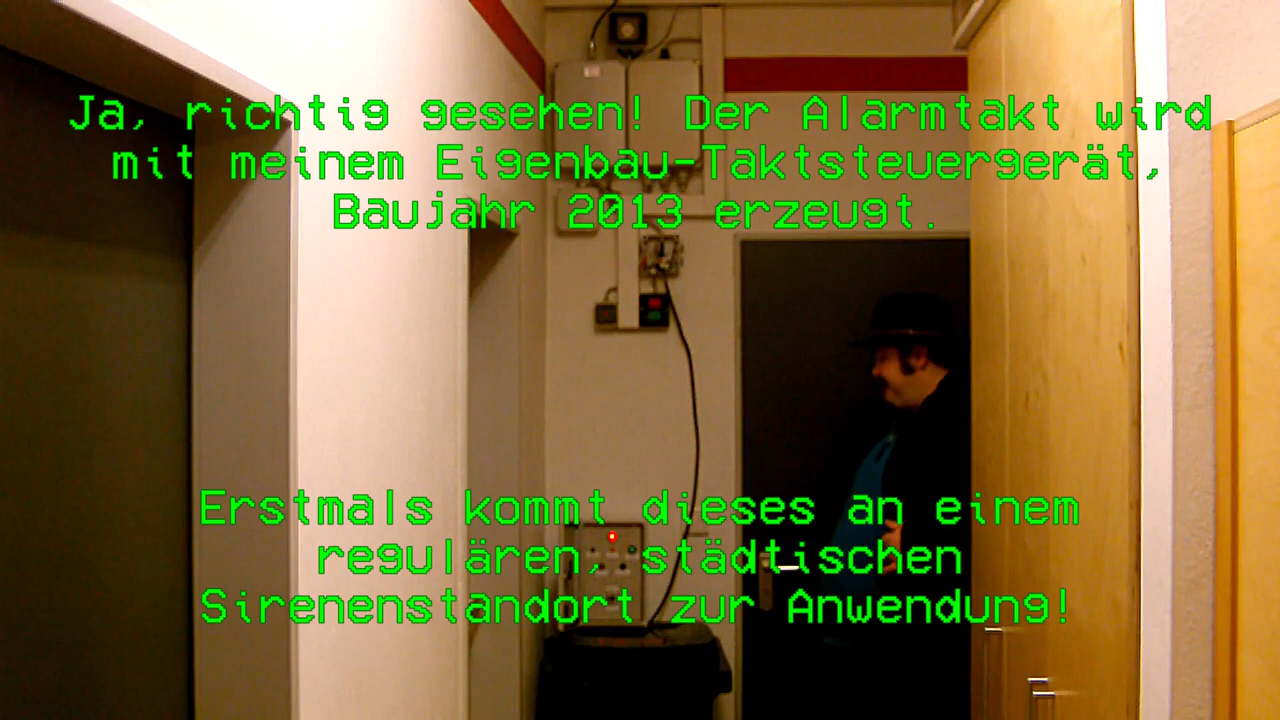 Ja, richtig gesehen! Der Alarmtakt wird
mit meinem Eigenbau-Taktsteuergerät,
Baujahr 2013 erzeugt.
Erstmals kommt dieses an einem
regulären, städtischen
Sirenenstandort zur Anwendung!